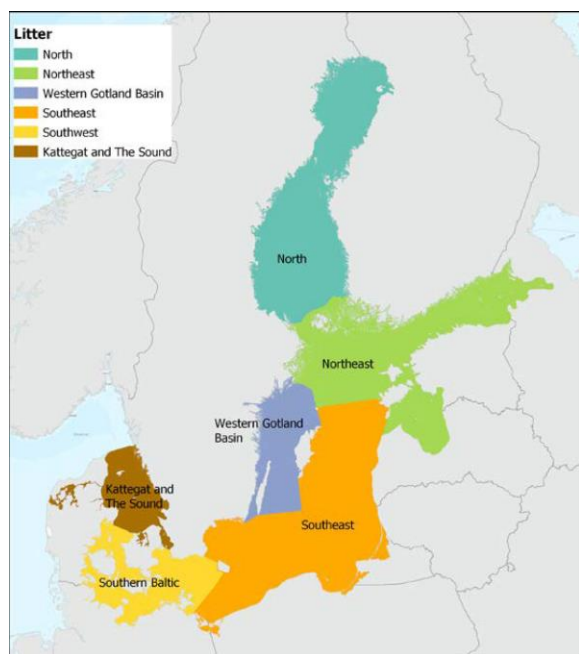 Litter
North
Northeast
Western Gotland Basin
Southeast
Southwest
Kattegat and The Sound
North
Northeast
Western Gotland
Basin
Kattegat and
The Sound
Southeast
Southern Baltic